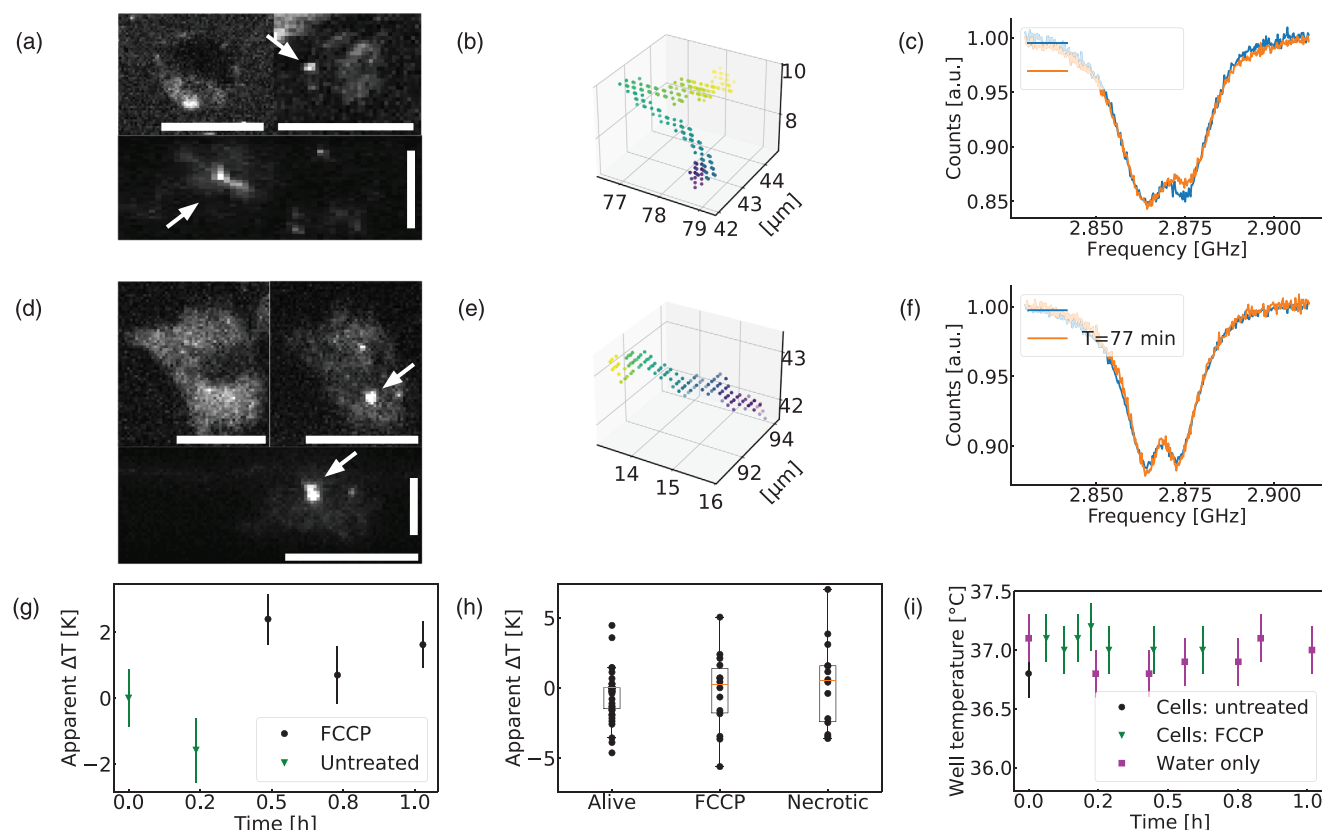 (a)
(b)
10
8
77
78
79
42
43
44
[μm]
(c)
Counts [a.u.]
1.00
0.95
0.90
0.85
2.850
2.875
2.900
Frequency [GHz]
(d)
(e)
43
42
14
15
16
92
94
[μm]
(f)
Counts [a.u.]
1.00
0.95
0.90
T=77 min
2.850
2.875
2.900
Frequency [GHz]
(g)
Apparent ΔT [K]
2
0
−2
FCCP
Untreated
0.0
0.2
0.5
0.8
1.0
Time [h]
(h)
Apparent ΔT [K]
5
0
−5
Alive
FCCP
Necrotic
(i)
Well temperature [°C]
37.5
37.0
36.5
36.0
Cells: untreated
Cells: FCCP
Water only
0.0
0.2
0.5
0.8
1.0
Time [h]